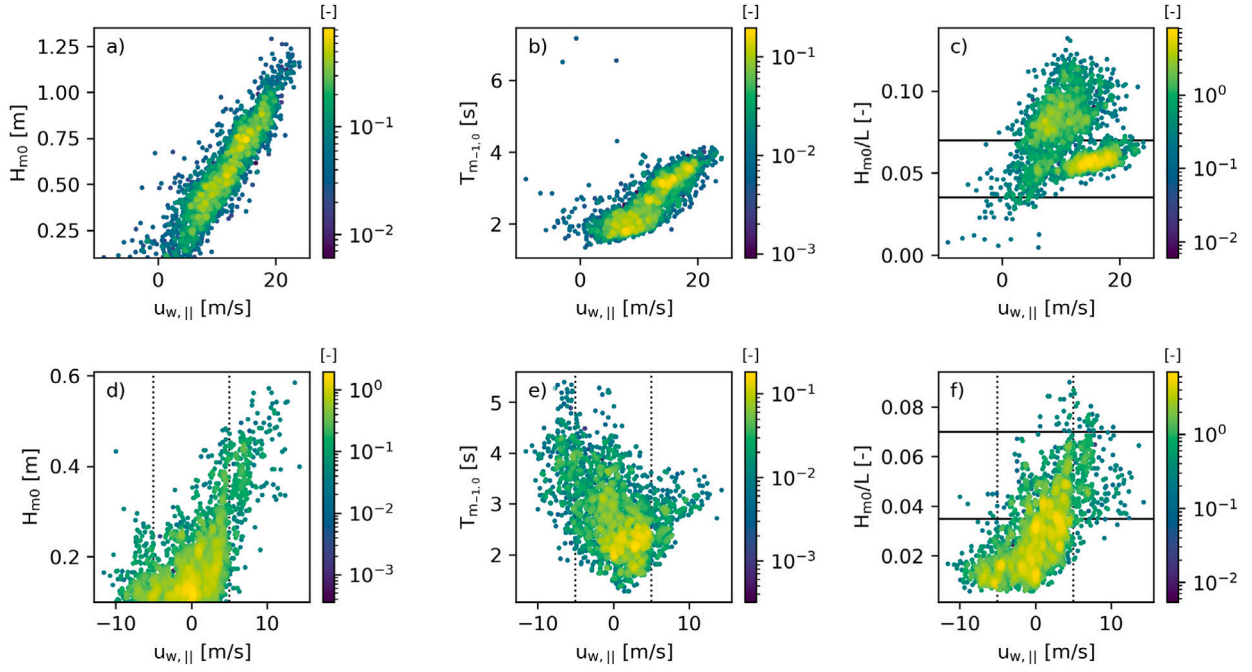 [-] [-] [-]
a) b) c)
1.25
1.00
0.75
0.50
0.25
H_m0 [m]
0 20
u_w,|| [m/s]
10^-1
10^-2
6
4
2
T_m-1,0 [s]
0 20
u_w,|| [m/s]
10^-1
10^-2
10^-3
0.10
0.05
0.00
H_m0/L [-]
0 20
u_w,|| [m/s]
10^0
10^-1
10^-2
[-] [-] [-]
d) e) f)
0.6
0.4
0.2
H_m0 [m]
−10 0 10
u_w,|| [m/s]
10^0
10^-1
10^-2
10^-3
5
4
3
2
T_m-1,0 [s]
−10 0 10
u_w,|| [m/s]
10^-1
10^-2
10^-3
0.08
0.06
0.04
0.02
H_m0/L [-]
−10 0 10
u_w,|| [m/s]
10^0
10^-1
10^-2